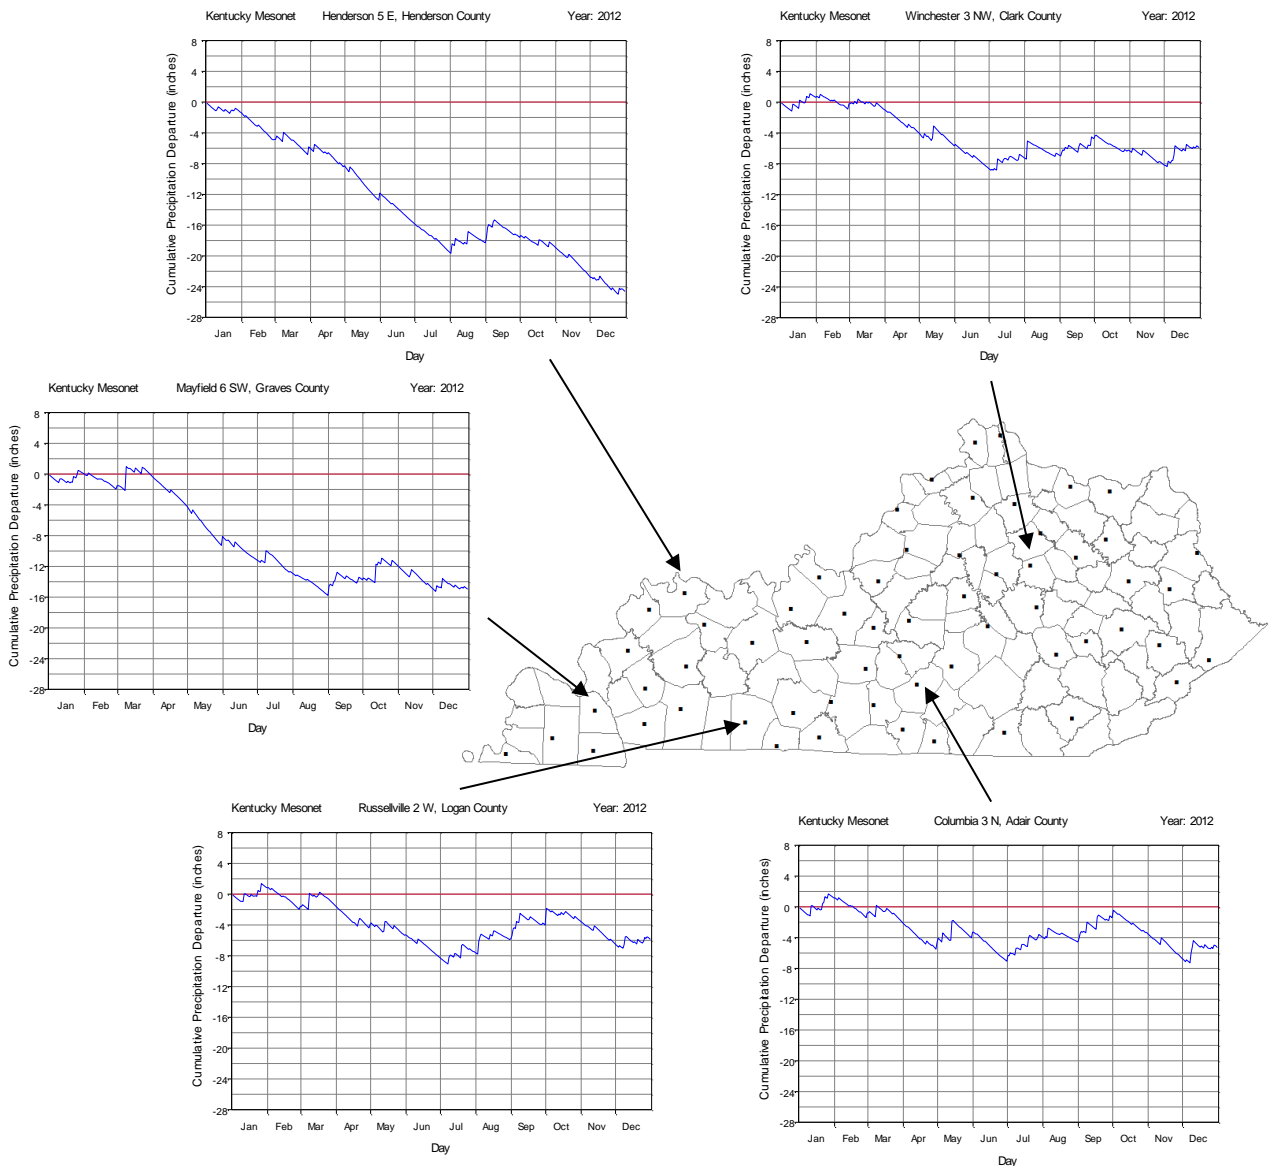 Kentucky Mesonet Henderson 5 E, Henderson County Year: 2012
Cumulative Precipitation Departure (inches)
8
4
0
-4
-8
-12
-16
-20
-24
-28
Jan Feb Mar Apr May Jun Jul Aug Sep Oct Nov Dec
Day
Kentucky Mesonet Winchester 3 NW, Clark County Year: 2012
Cumulative Precipitation Departure (inches)
8
4
0
-4
-8
-12
-16
-20
-24
-28
Jan Feb Mar Apr May Jun Jul Aug Sep Oct Nov Dec
Day
Kentucky Mesonet Mayfield 6 SW, Graves County Year: 2012
Cumulative Precipitation Departure (inches)
8
4
0
-4
-8
-12
-16
-20
-24
-28
Jan Feb Mar Apr May Jun Jul Aug Sep Oct Nov Dec
Day
Kentucky Mesonet Russellville 2 W, Logan County Year: 2012
Cumulative Precipitation Departure (inches)
8
4
0
-4
-8
-12
-16
-20
-24
-28
Jan Feb Mar Apr May Jun Jul Aug Sep Oct Nov Dec
Day
Kentucky Mesonet Columbia 3 N, Adair County Year: 2012
Cumulative Precipitation Departure (inches)
8
4
0
-4
-8
-12
-16
-20
-24
-28
Jan Feb Mar Apr May Jun Jul Aug Sep Oct Nov Dec
Day